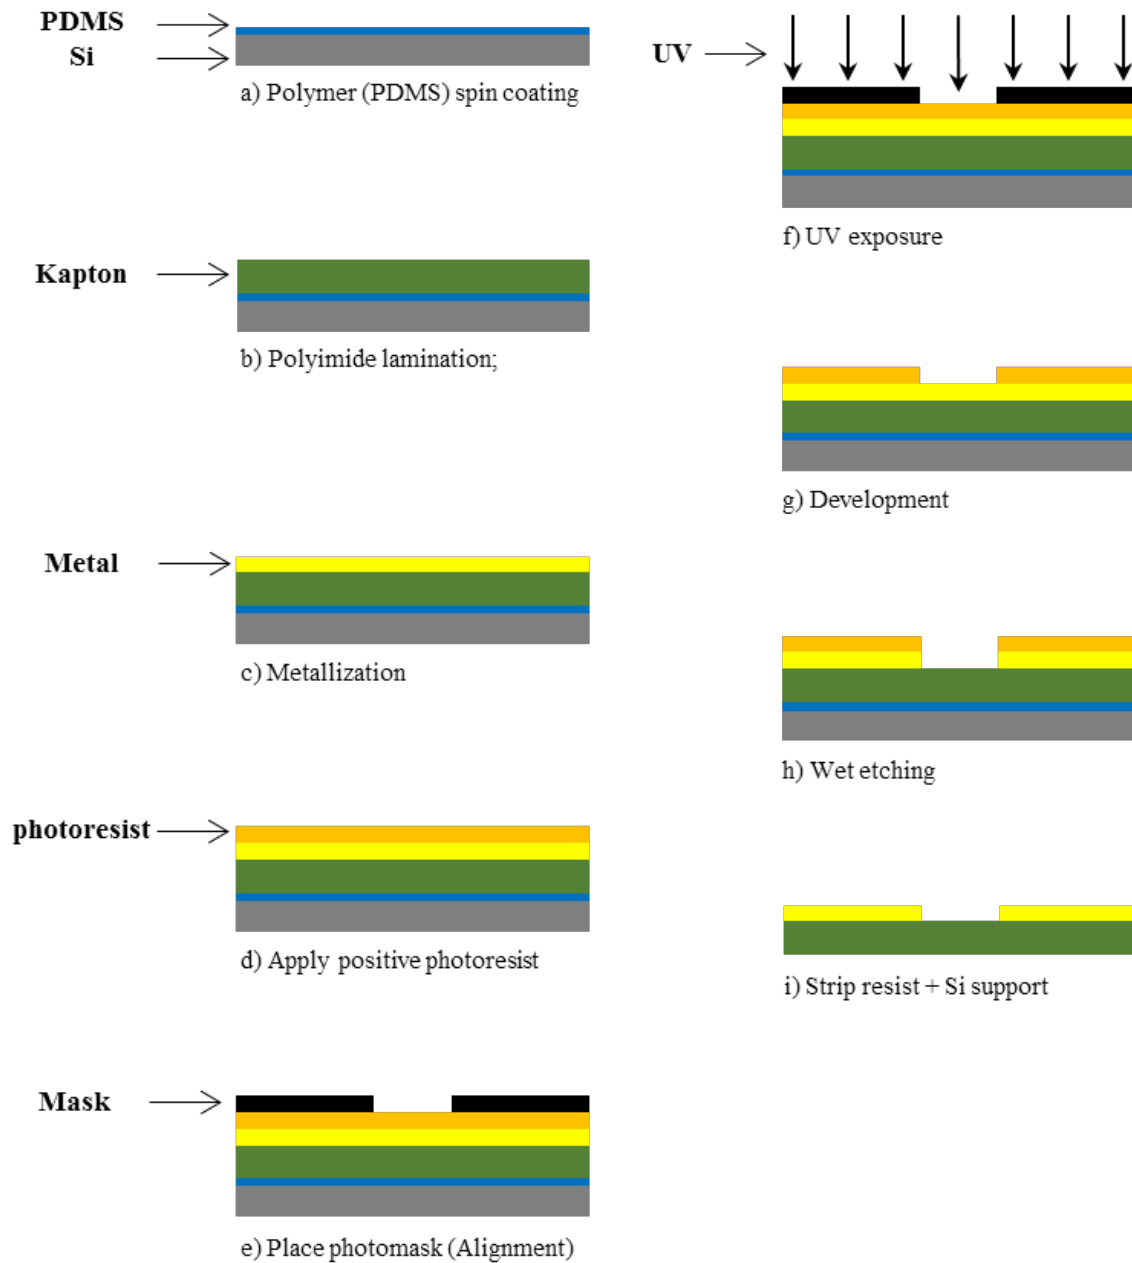 PDMS
Si
a) Polymer (PDMS) spin coating
Kapton
b) Polyimide lamination;
Metal
c) Metallization
photoresist
d) Apply positive photoresist
Mask
e) Place photomask (Alignment)
UV
f) UV exposure
g) Development
h) Wet etching
i) Strip resist + Si support